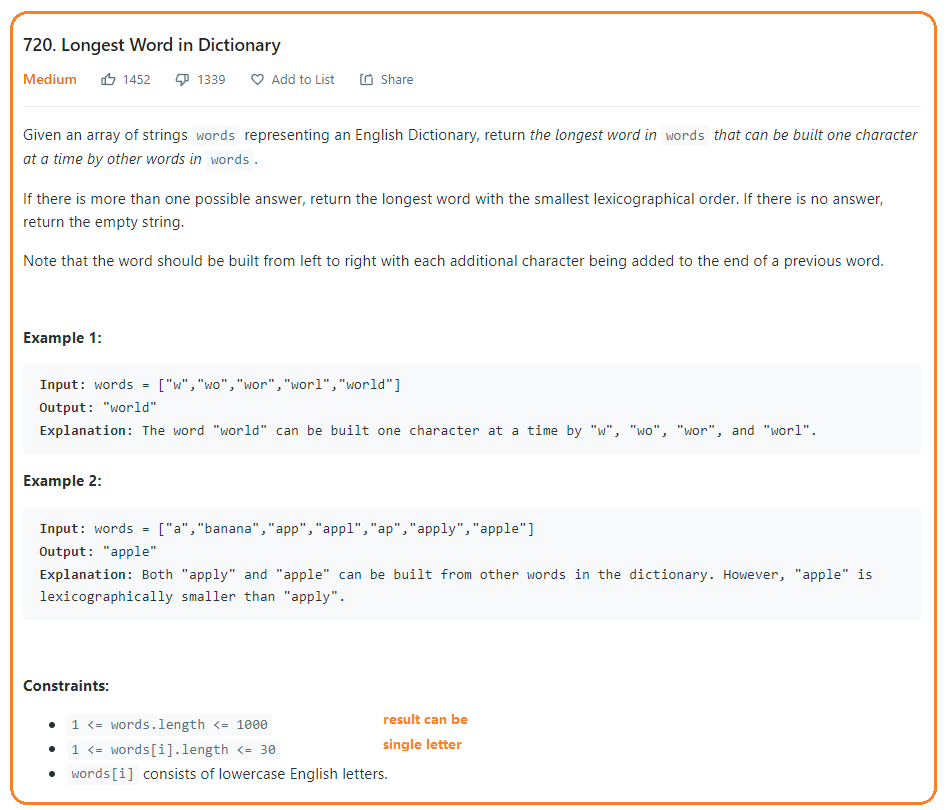 720. Longest Word in Dictionary
Medium 1452 1339 Add to List Share
Given an array of strings words representing an English Dictionary, return the longest word in words that can be built one character
at a time by other words in words.
If there is more than one possible answer, return the longest word with the smallest lexicographical order. If there is no answer,
return the empty string.
Note that the word should be built from left to right with each additional character being added to the end of a previous word.
Example 1:
Input: words = ["w","wo","wor","worl","world"]
Output: "world"
Explanation: The word "world" can be built one character at a time by "w", "wo", "wor", and "worl".
Example 2:
Input: words = ["a","banana","app","appl","ap","apply","apple"]
Output: "apple"
Explanation: Both "apply" and "apple" can be built from other words in the dictionary. However, "apple" is
lexicographically smaller than "apply".
Constraints:
• 1 <= words.length <= 1000
• 1 <= words[i].length <= 30
• words[i] consists of lowercase English letters.
result can be
single letter